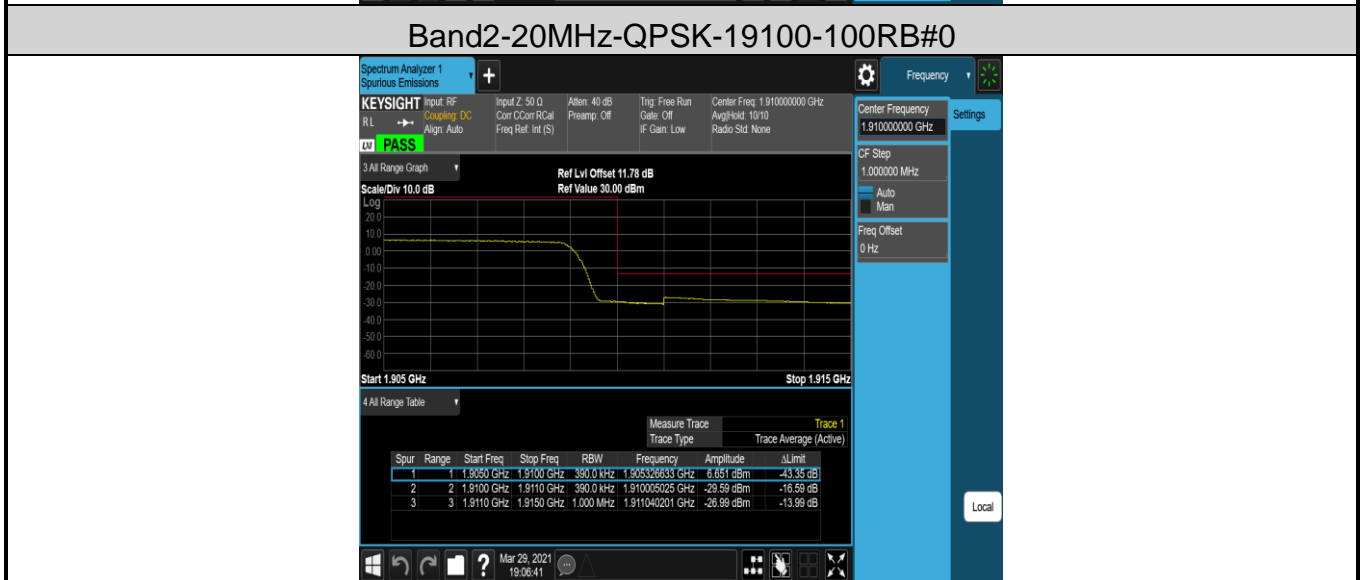 Band2-20MHz-QPSK-19100-100RB#0
Spectrum Analyzer 1
Spurious Emissions
+
Frequency
KEYSIGHT Input: RF Input Z: 50 Ω Atten: 40 dB Trig: Free Run Center Freq: 1.910000000 GHz
RL Coupling: DC Corr CCorr RCal Preamp: Off Gate: Off Avg|Hold: 10/10
Align: Auto Freq Ref: Int (S) IF Gain: Low Radio Std: None
LXI PASS
Center Frequency
1.910000000 GHz
Settings
CF Step
1.000000 MHz
Auto
Man
Freq Offset
0 Hz
3 All Range Graph
Ref Lvl Offset 11.78 dB
Scale/Div 10.0 dB Ref Value 30.00 dBm
Log
20.0
10.0
0.00
-10.0
-20.0
-30.0
-40.0
-50.0
-60.0
Start 1.905 GHz Stop 1.915 GHz
4 All Range Table
Measure Trace Trace 1
Trace Type Trace Average (Active)
Spur Range Start Freq Stop Freq RBW Frequency Amplitude ΔLimit
1 1 1.9050 GHz 1.9100 GHz 390.0 kHz 1.905326633 GHz 6.651 dBm -43.35 dB
2 2 1.9100 GHz 1.9110 GHz 390.0 kHz 1.910005025 GHz -29.59 dBm -16.59 dB
3 3 1.9110 GHz 1.9150 GHz 1.000 MHz 1.911040201 GHz -26.99 dBm -13.99 dB
Local
? Mar 29, 2021
19:06:41